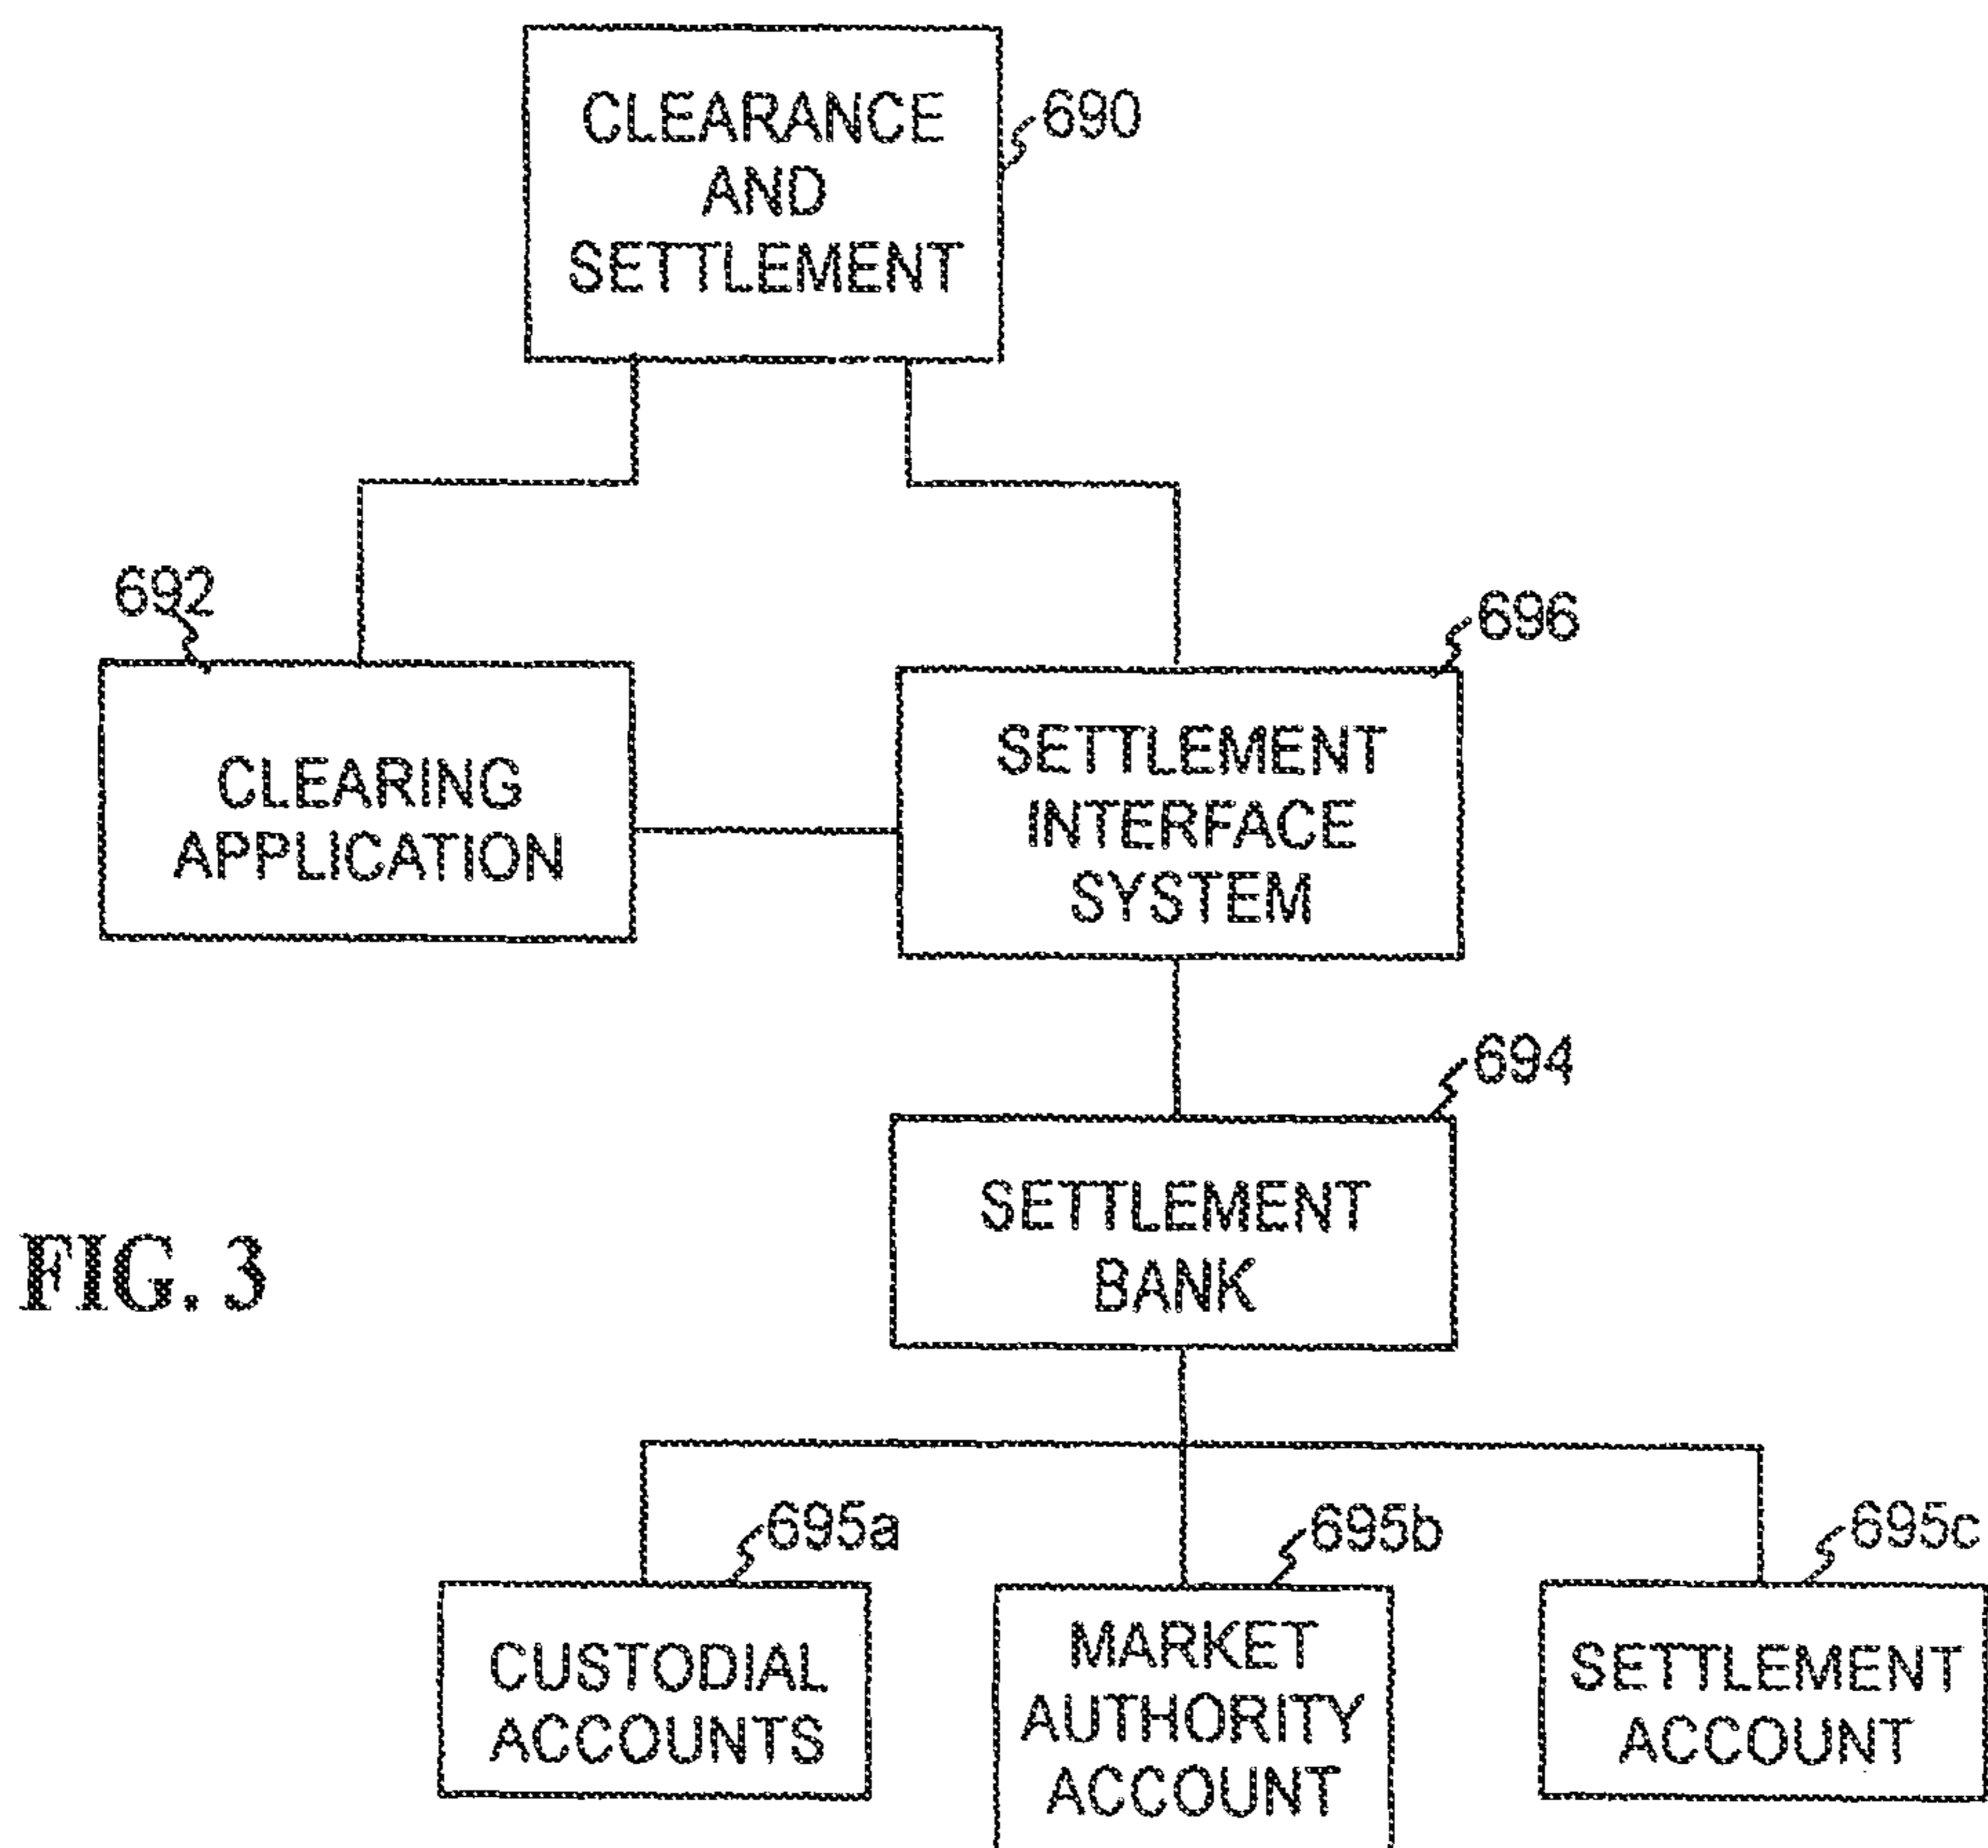 CLEARANCE
AND
SETTLEMENT
690
692
696
CLEARING
APPLICATION
SETTLEMENT
INTERFACE
SYSTEM
694
SETTLEMENT
BANK
FIG. 3
695a
695b
695c
CUSTODIAL
ACCOUNTS
MARKET
AUTHORITY
ACCOUNT
SETTLEMENT
ACCOUNT